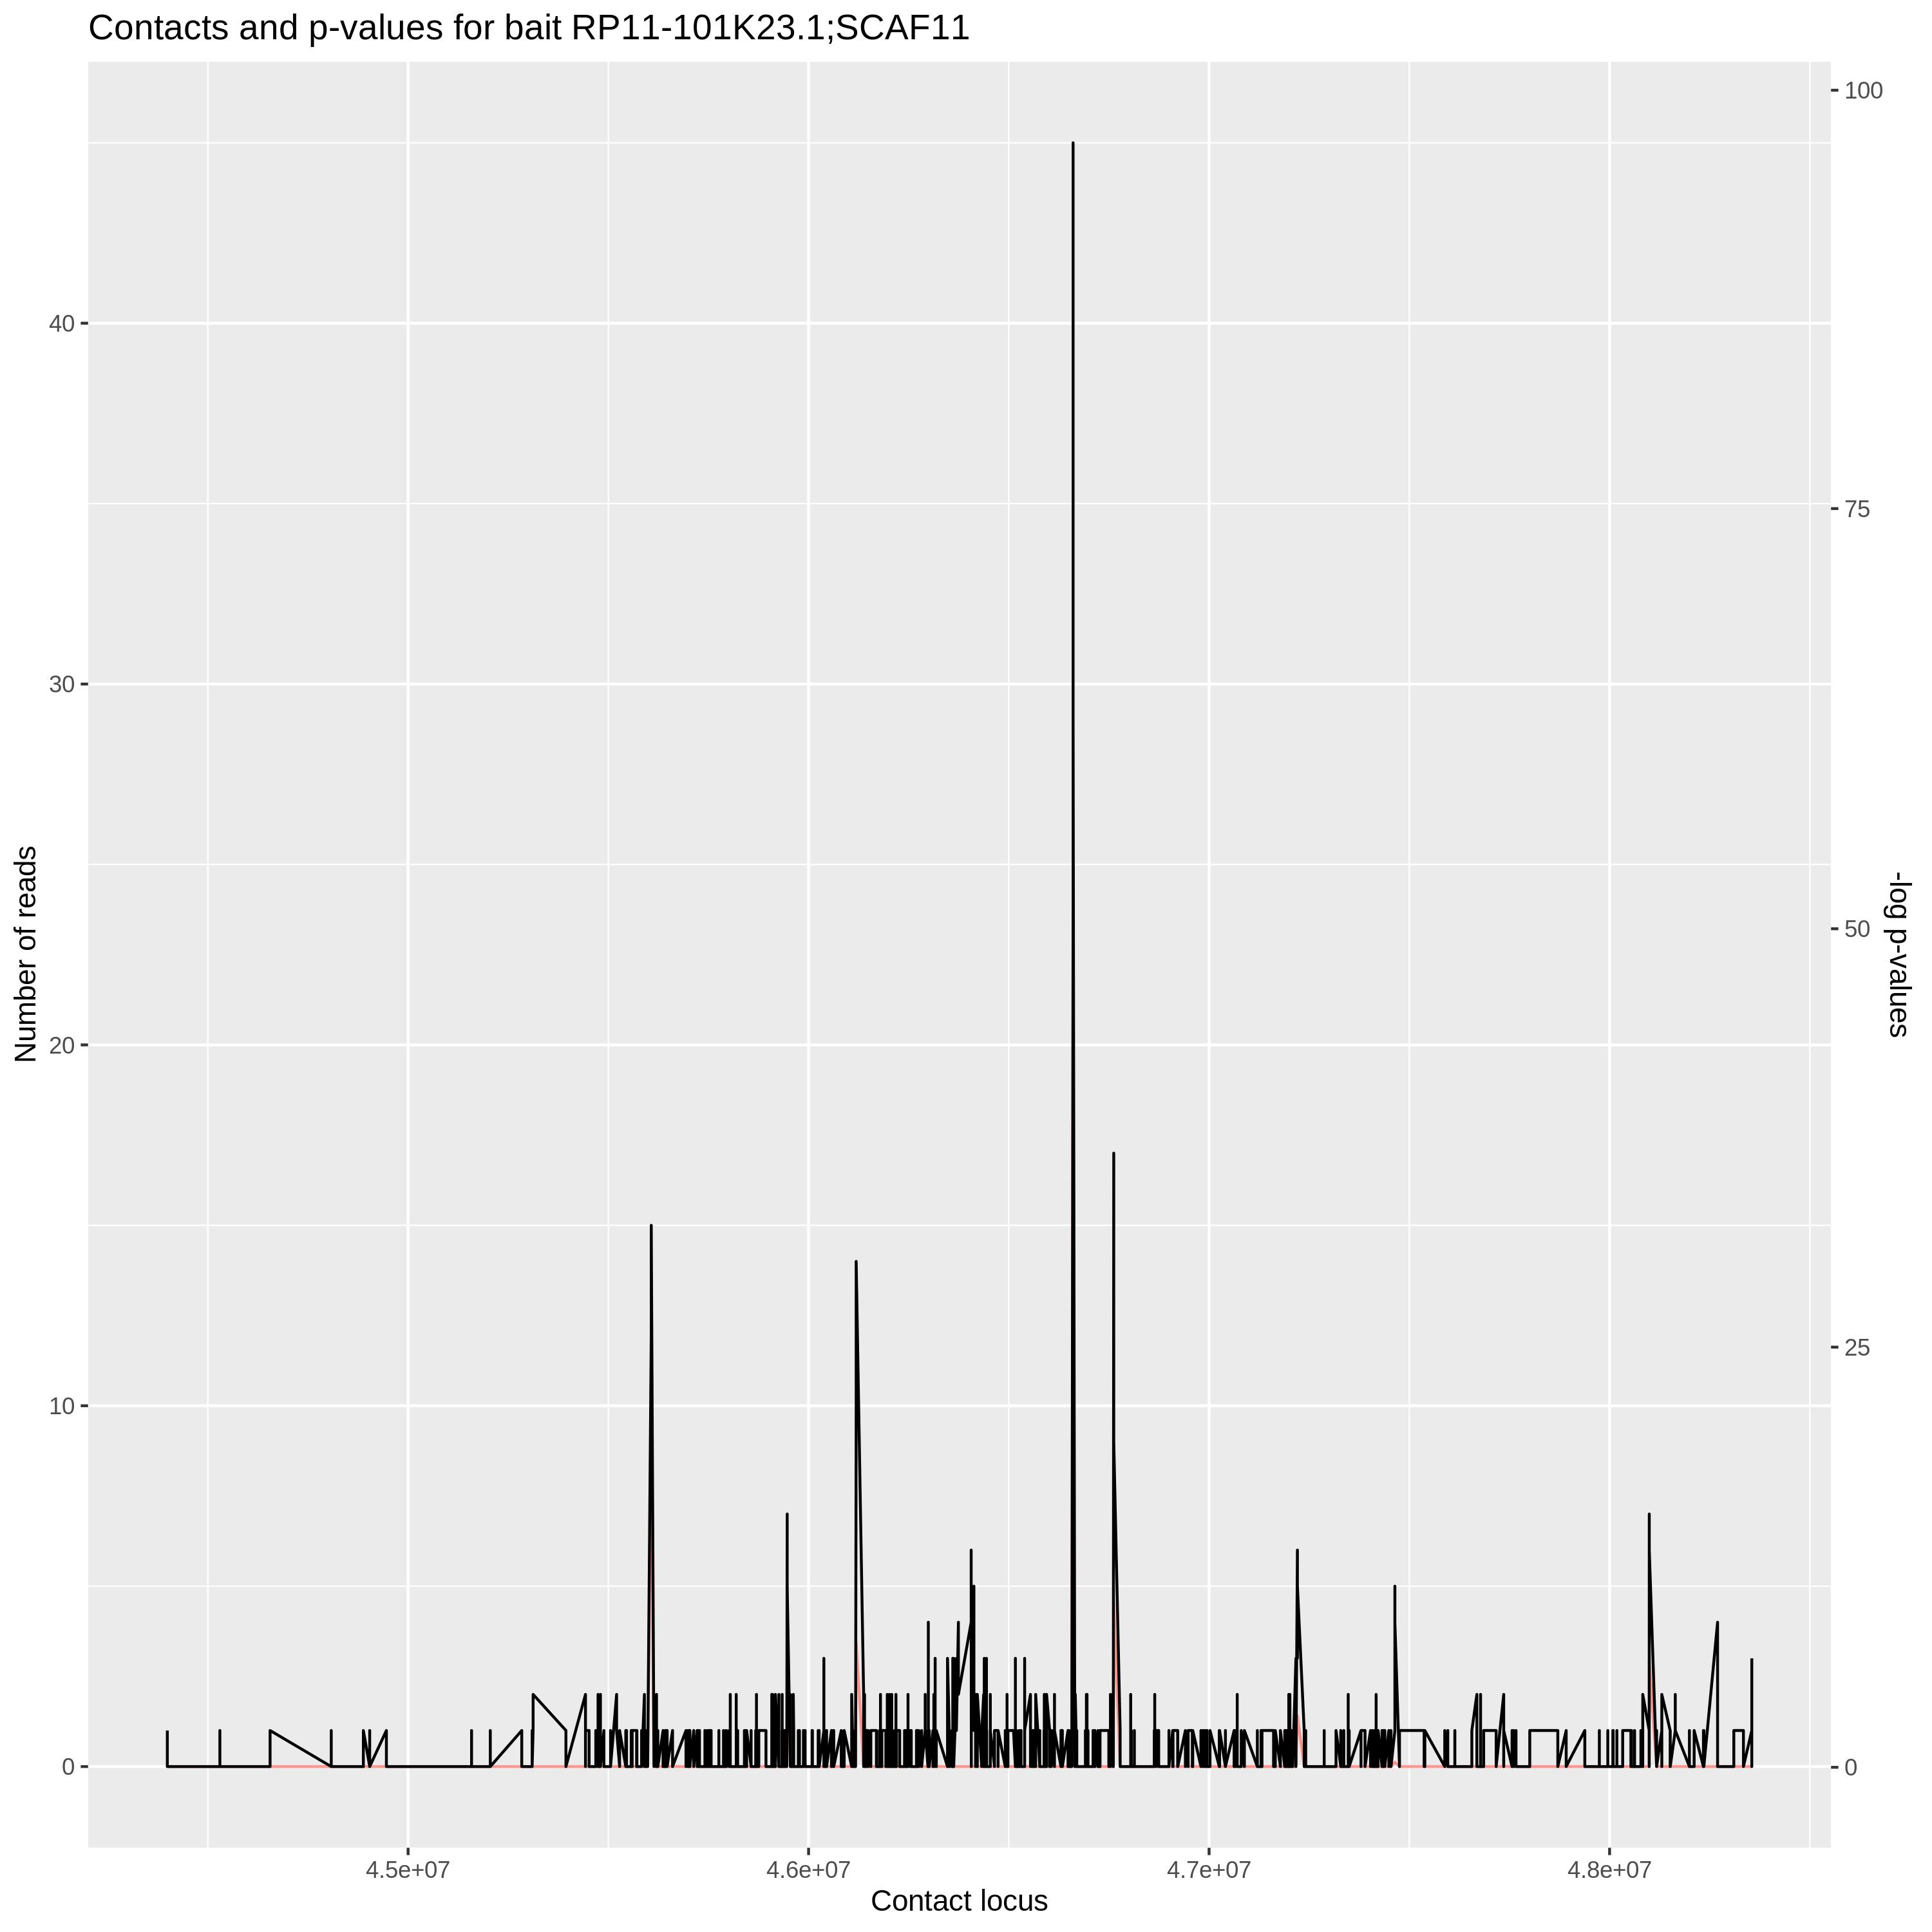 Contacts and p-values for bait RP11-101K23.1;SCAF11
100
40
75
30
Number of reads
50
-log p-values
20
25
10
0
0
4.5e+07
4.6e+07
4.7e+07
4.8e+07
Contact locus